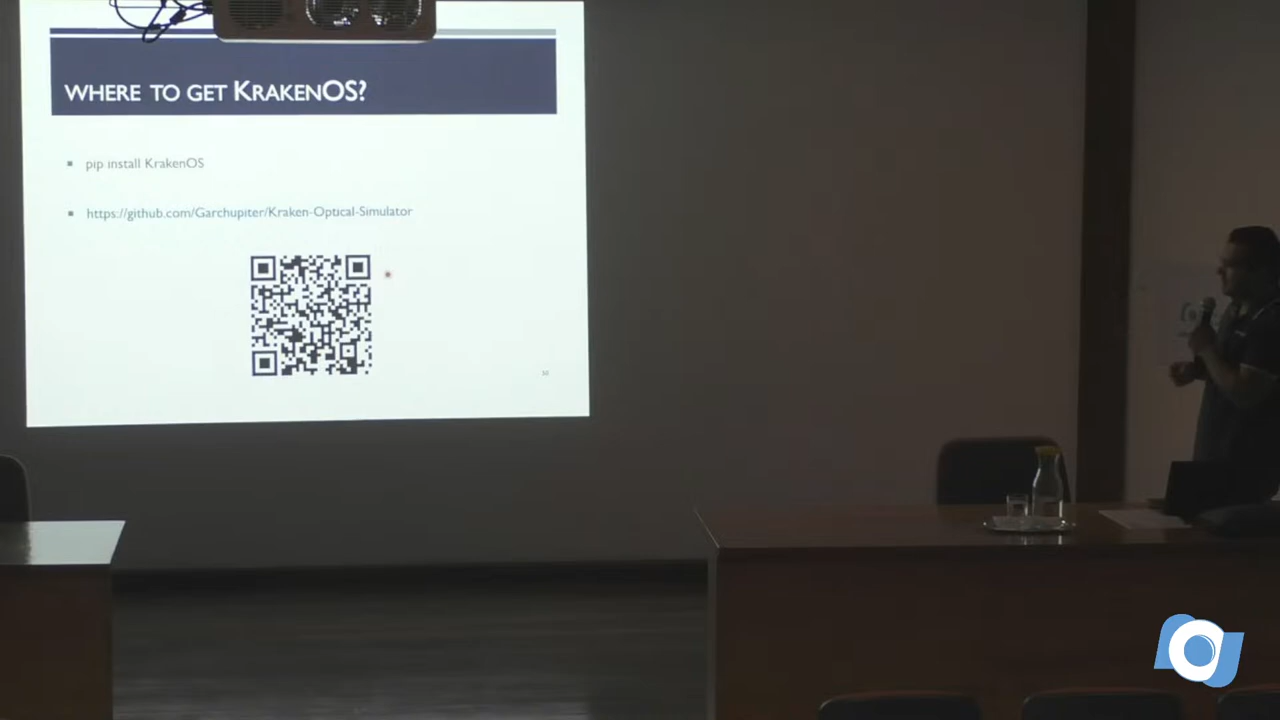 WHERE TO GET KRAKENOS?
pip install KrakenOS
https://github.com/Garchupiter/Kraken-Optical-Simulator